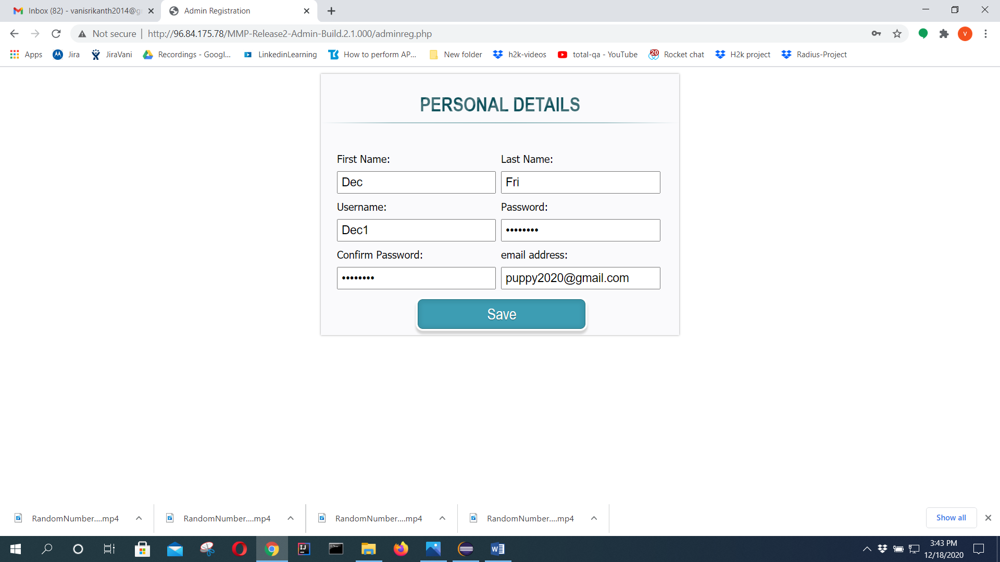 Inbox (82) - vanisrikanth2014@g
Admin Registration
Not secure | http://96.84.175.78/MMP-Release2-Admin-Build.2.1.000/adminreg.php
V
Apps Jira JiraVani Recordings - Googl... LinkedinLearning How to perform AP... New folder h2k-videos total-qa - YouTube 20 Rocket chat H2k project Radius-Project
PERSONAL DETAILS
First Name: Last Name:
Dec Fri
Username: Password:
Dec1 ••••••••
Confirm Password: email address:
•••••••• puppy2020@gmail.com
Save
RandomNumber....mp4 RandomNumber....mp4 RandomNumber....mp4 RandomNumber....mp4 Show all
3:43 PM
12/18/2020